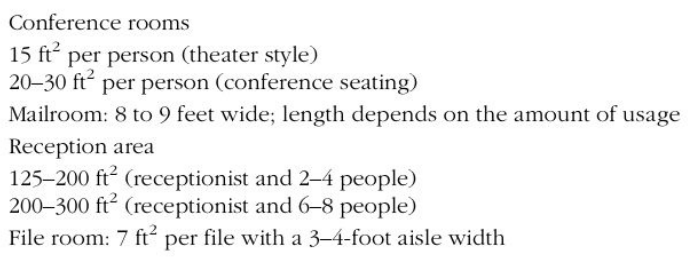 Conference rooms
15 ft² per person (theater style)
20–30 ft² per person (conference seating)
Mailroom: 8 to 9 feet wide; length depends on the amount of usage
Reception area
125–200 ft² (receptionist and 2–4 people)
200–300 ft² (receptionist and 6–8 people)
File room: 7 ft² per file with a 3–4-foot aisle width